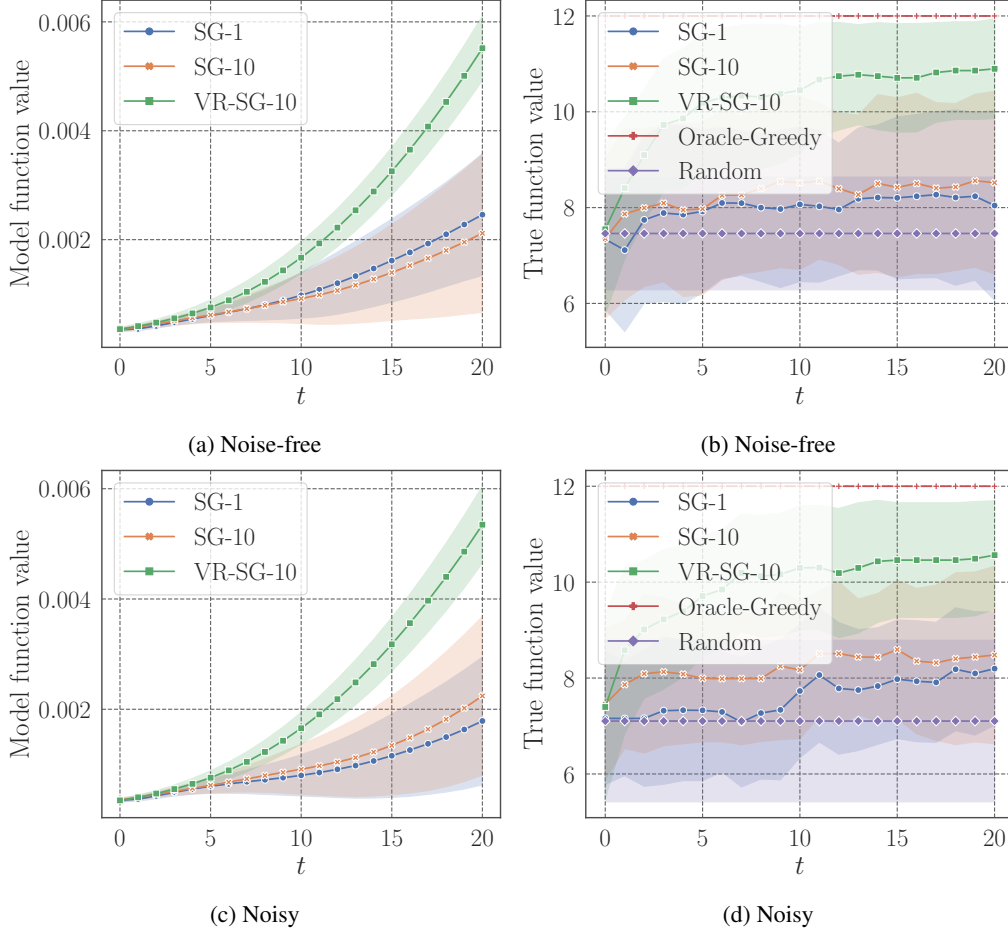 0.006
0.004
0.002
Model function value
SG-1
SG-10
VR-SG-10
0 5 10 15 20
t
(a) Noise-free
12
10
8
6
True function value
SG-1
SG-10
VR-SG-10
Oracle-Greedy
Random
0 5 10 15 20
t
(b) Noise-free
0.006
0.004
0.002
Model function value
SG-1
SG-10
VR-SG-10
0 5 10 15 20
t
(c) Noisy
12
10
8
6
True function value
SG-1
SG-10
VR-SG-10
Oracle-Greedy
Random
0 5 10 15 20
t
(d) Noisy